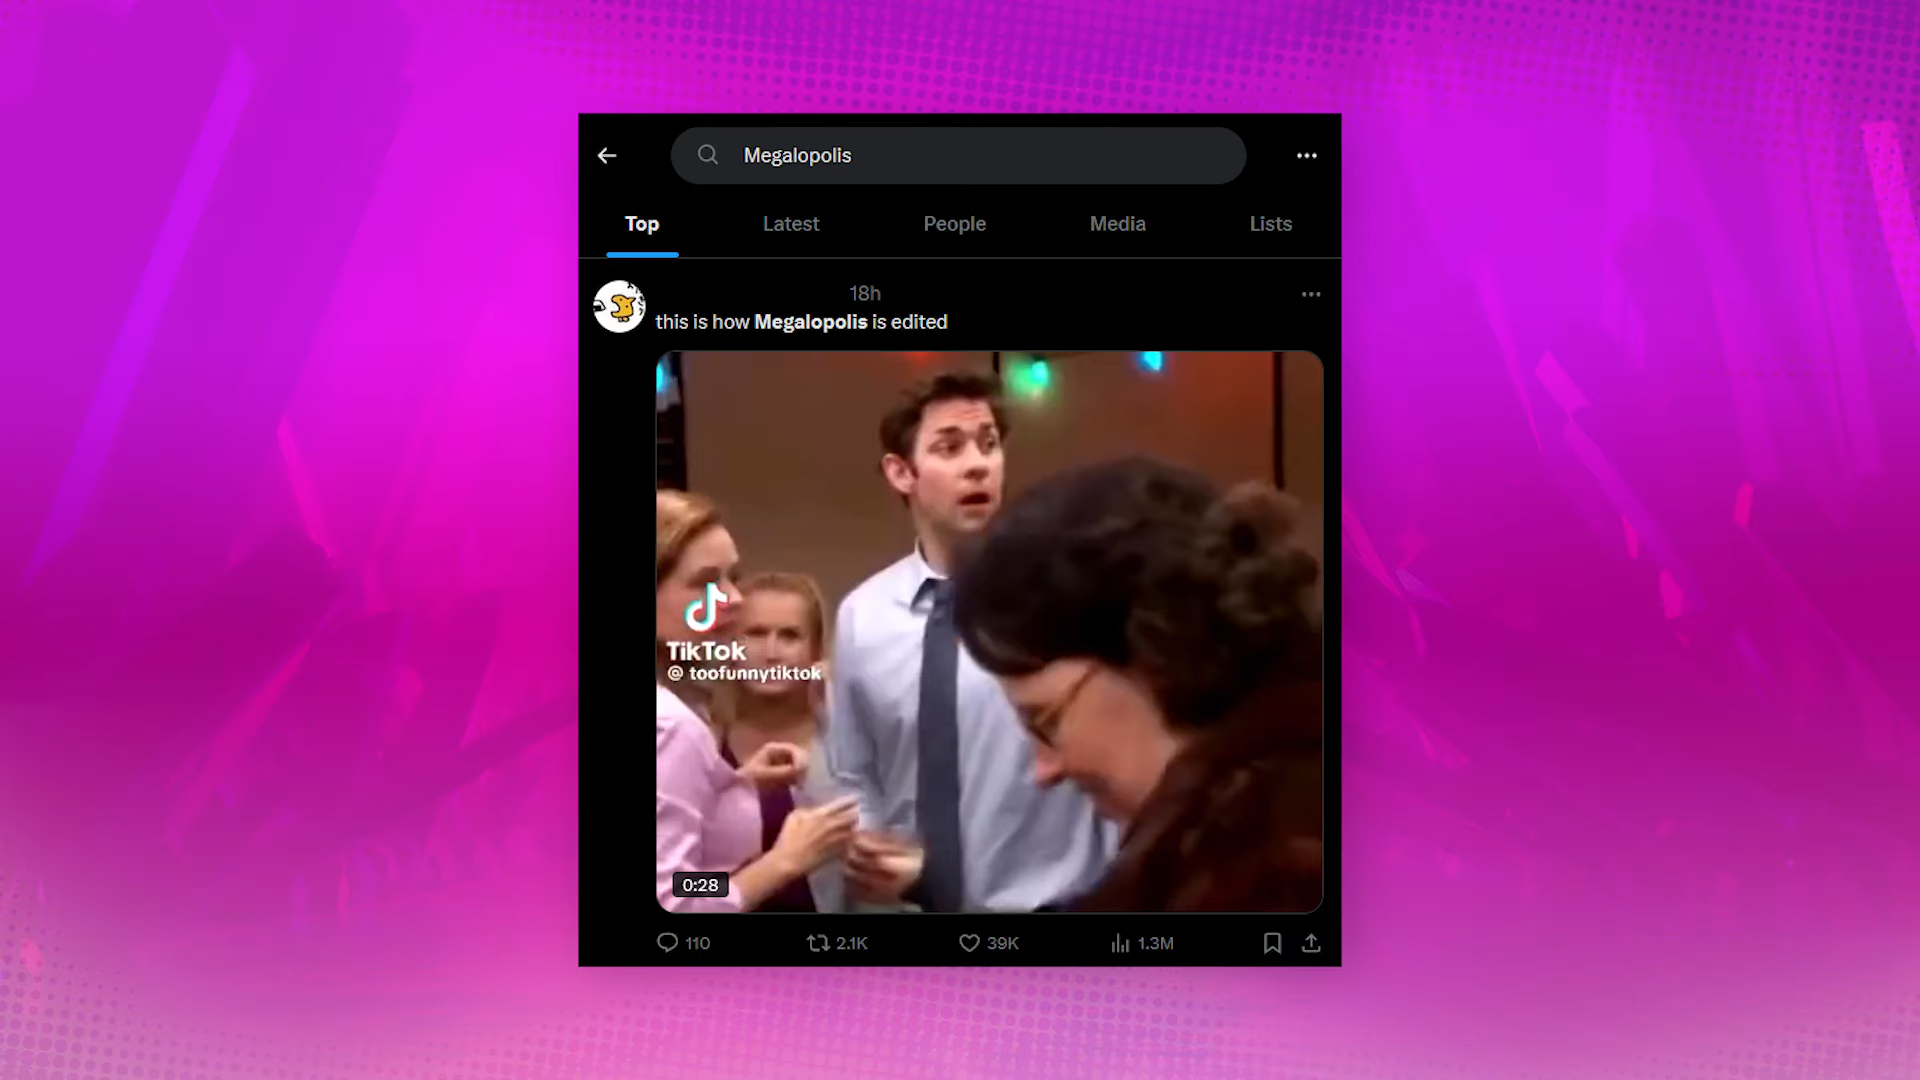 Megalopolis
Top Latest People Media Lists
18h
this is how Megalopolis is edited
TikTok
@ toofunnytiktok
0:28
110 2.1K 39K 1.3M